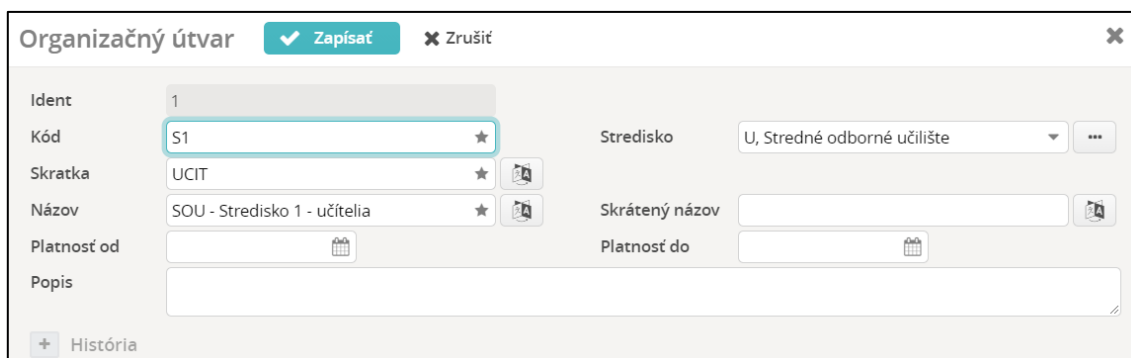 Organizačný útvar Zapísať Zrušiť
Ident 1
Kód S1 Stredisko U, Stredné odborné učilište
Skratka UCIT
Názov SOU - Stredisko 1 - učítelia Skrátený názov
Platnosť od Platnosť do
Popis
História